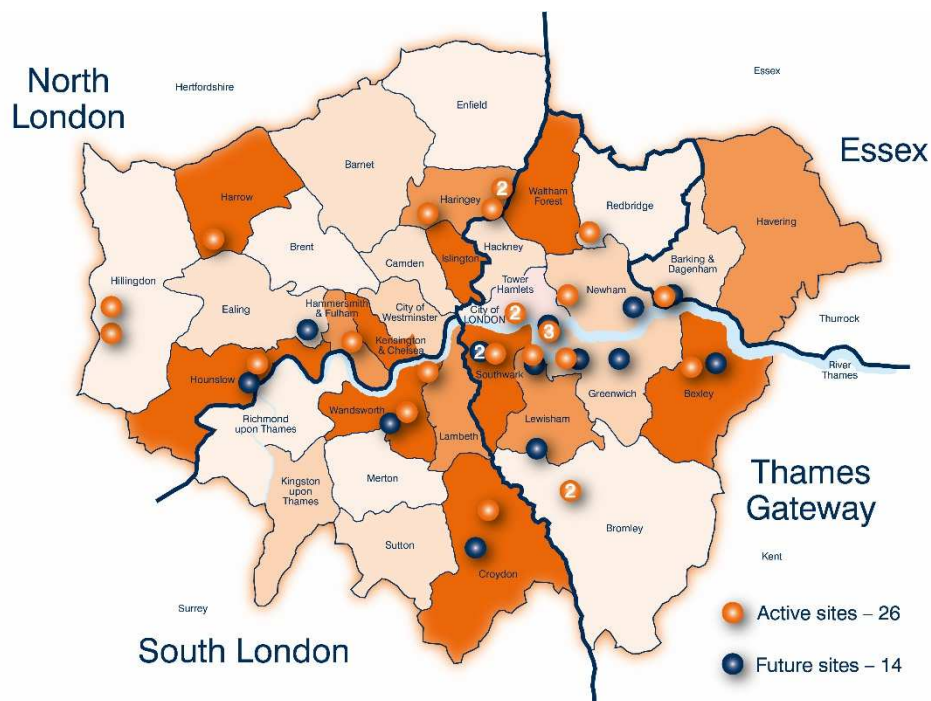 North
London
Hertfordshire
Essex
Enfield
Essex
Barnet
Harrow
Haringey
2
Waltham
Forest
Redbridge
Havering
Brent
Hackney
Islington
Camden
Barking &
Dagenham
Hillingdon
Ealing
Hammersmith
& Fulham
City of
Westminster
Tower
Hamlets
Newham
City of
LONDON
2
3
Thurrock
Kensington
& Chelsea
2
Southwark
River
Thames
Hounslow
Greenwich
Bexley
Richmond
upon Thames
Wandsworth
Lambeth
Lewisham
Merton
Kingston
upon
Thames
2
Thames
Gateway
Bromley
Sutton
Croydon
Kent
Surrey
South London
Active sites – 26
Future sites – 14